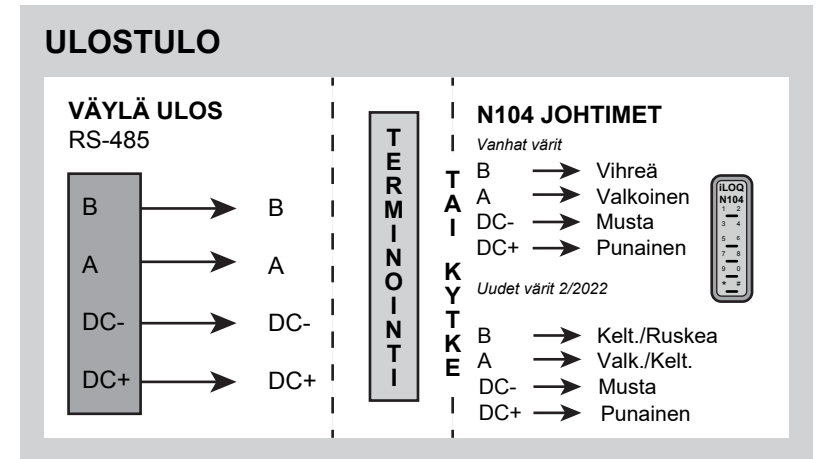 ULOSTULO
VÄYLÄ ULOS
RS-485
B B
A A
DC- DC-
DC+ DC+
TERMINOINTI
TAI KYTKE
N104 JOHTIMET
Vanhat värit
B Vihreä
A Valkoinen
DC- Musta
DC+ Punainen
Uudet värit 2/2022
B Kelt./Ruskea
A Valk./Kelt.
DC- Musta
DC+ Punainen
iLOQ
N104
1 2
3 4
5 6
7 8
9 0
* #